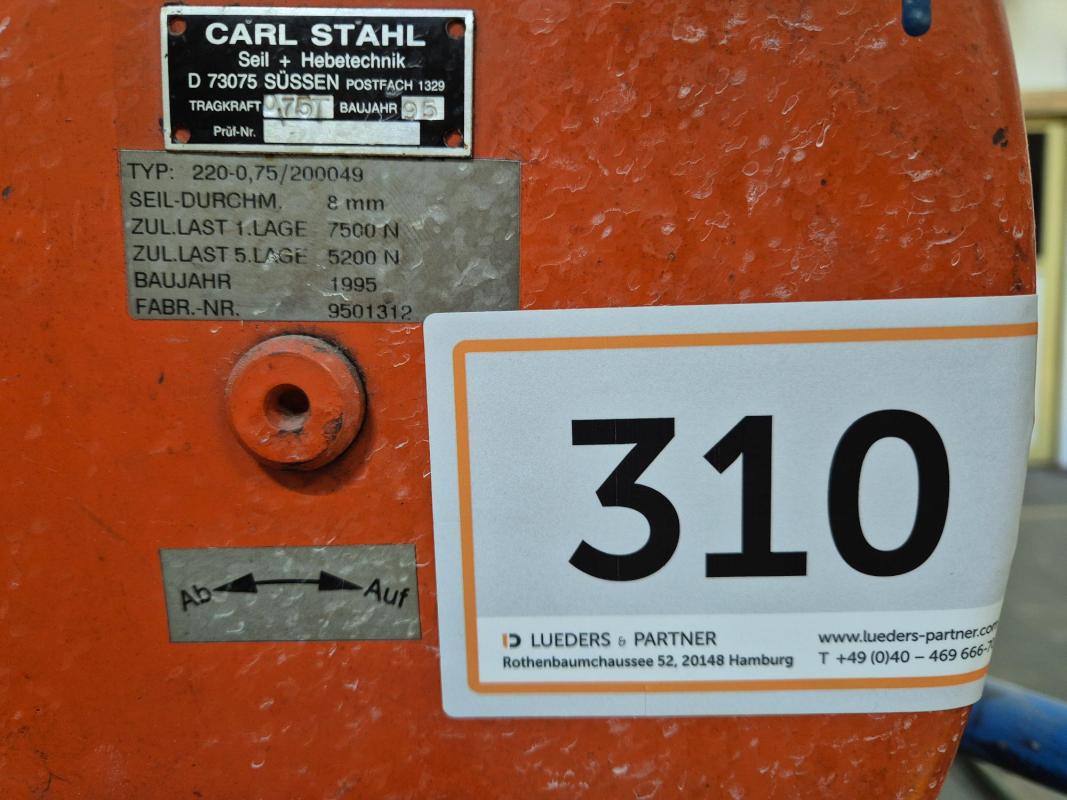 CARL STAHL
Seil + Hebetechnik
D 73075 SÜSSEN POSTFACH 1329
TRAGKRAFT 0,75T BAUJAHR 95
Prüf-Nr.
TYP: 220-0,75/200049
SEIL-DURCHM. 8 mm
ZUL.LAST 1.LAGE 7500 N
ZUL.LAST 5.LAGE 5200 N
BAUJAHR 1995
FABR.-NR. 9501312
Ab Auf
310
LUEDERS & PARTNER
Rothenbaumchaussee 52, 20148 Hamburg
www.lueders-partner.com
T +49 (0)40 – 469 666-7